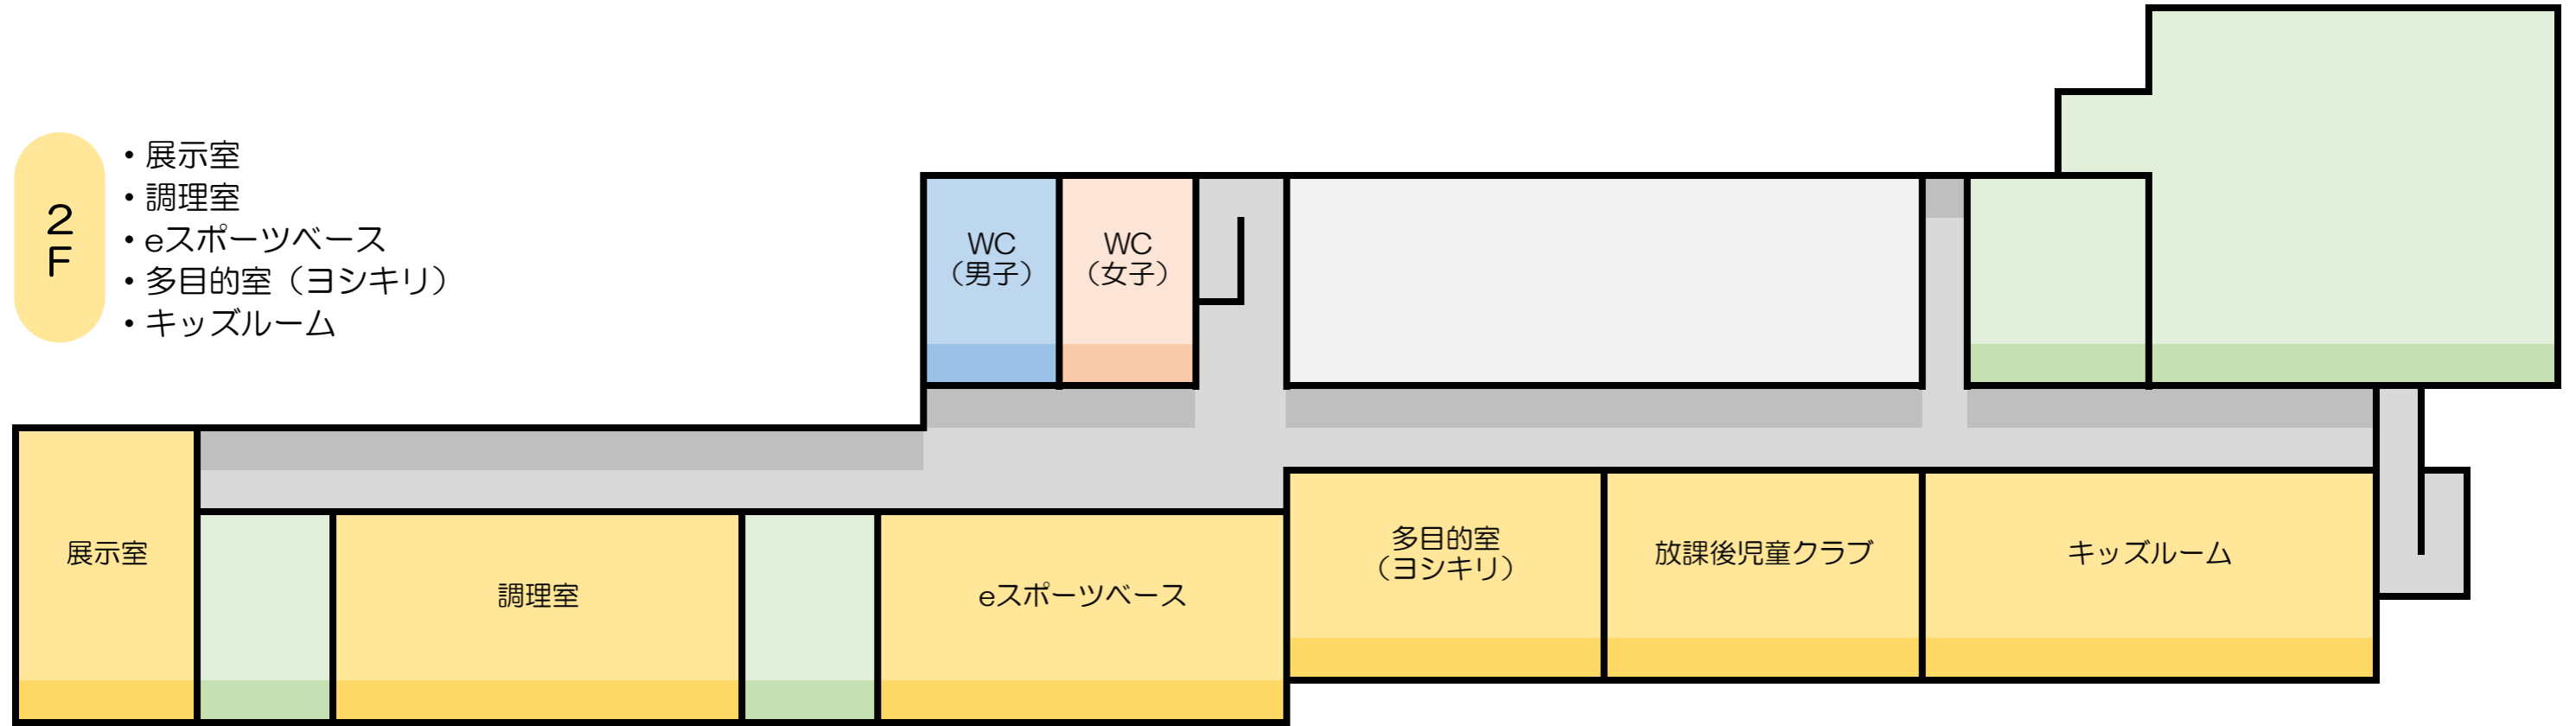 2F
・展示室
・調理室
・eスポーツベース
・多目的室（ヨシキリ）
・キッズルーム
WC
（男子）
WC
（女子）
展示室
調理室
eスポーツベース
多目的室
（ヨシキリ）
放課後児童クラブ
キッズルーム